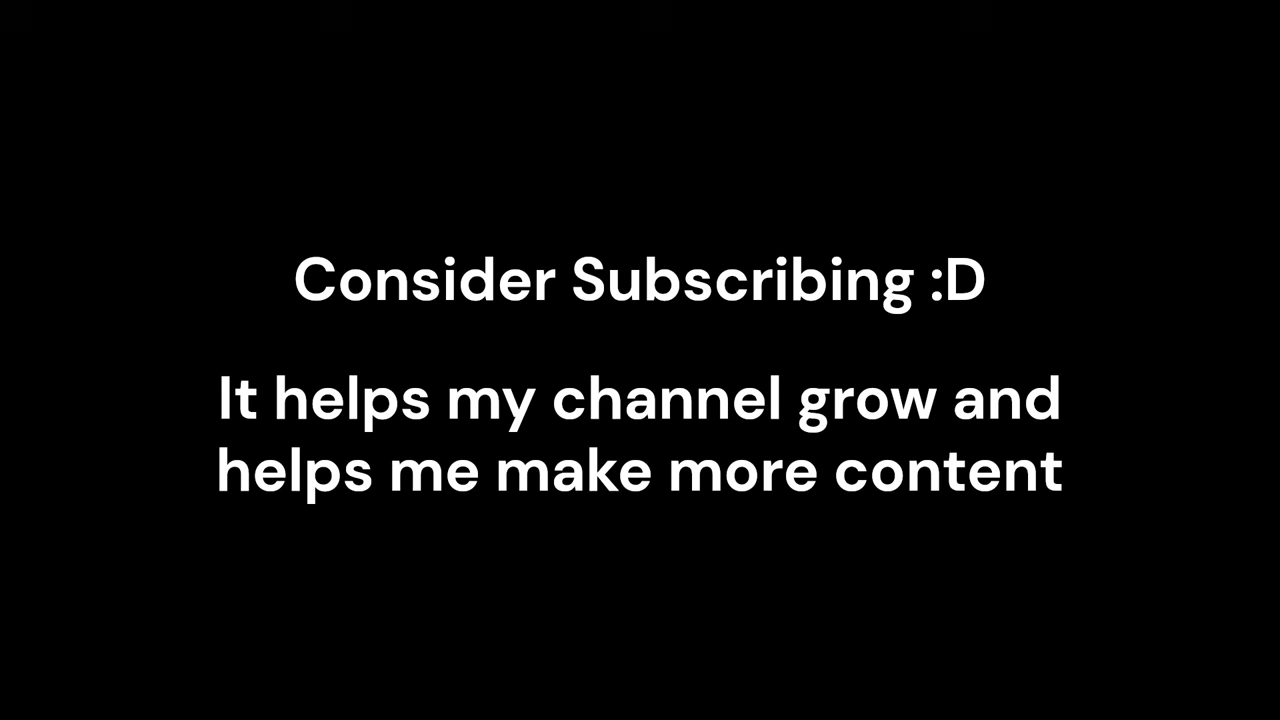 Consider Subscribing :D
It helps my channel grow and
helps me make more content